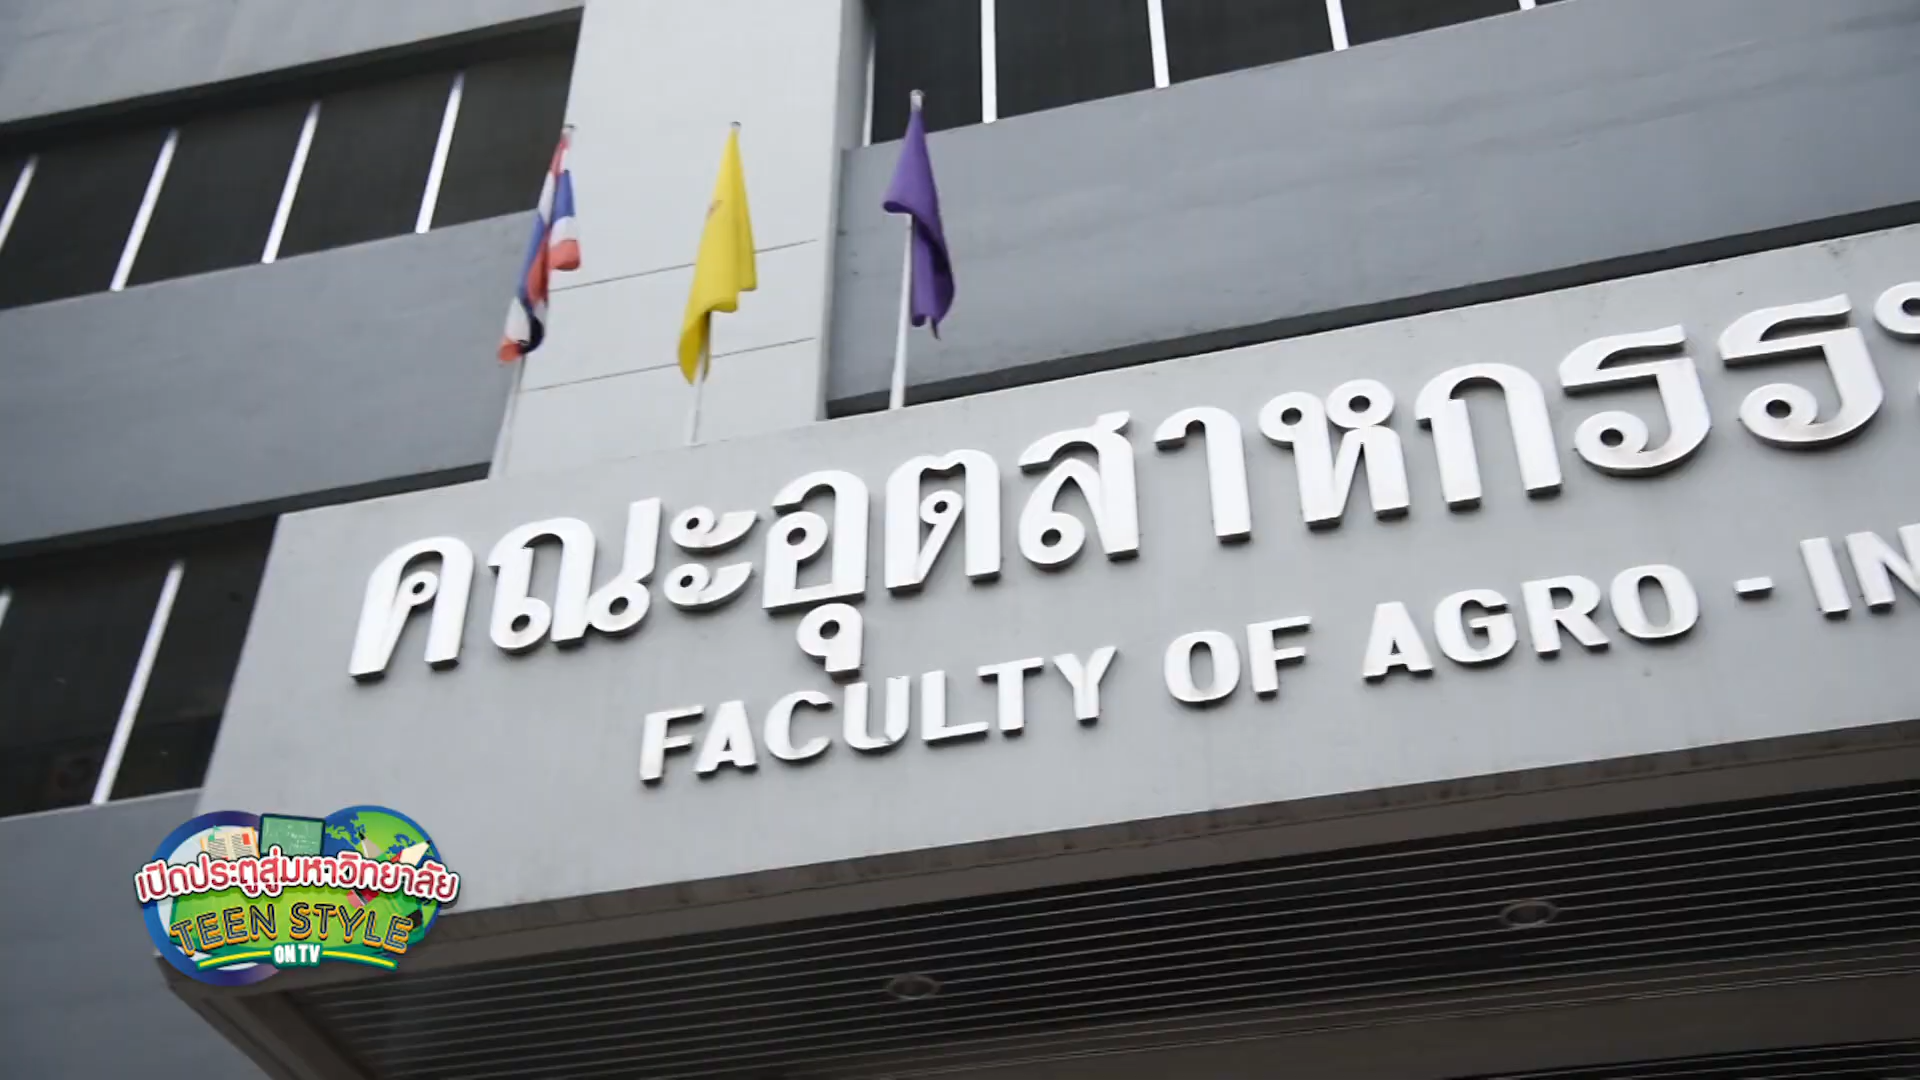 คณะอุตสาหกรร
FACULTY OF AGRO - IN
เปิดประตูสู่มหาวิทยาลัย
TEEN STYLE
ON TV